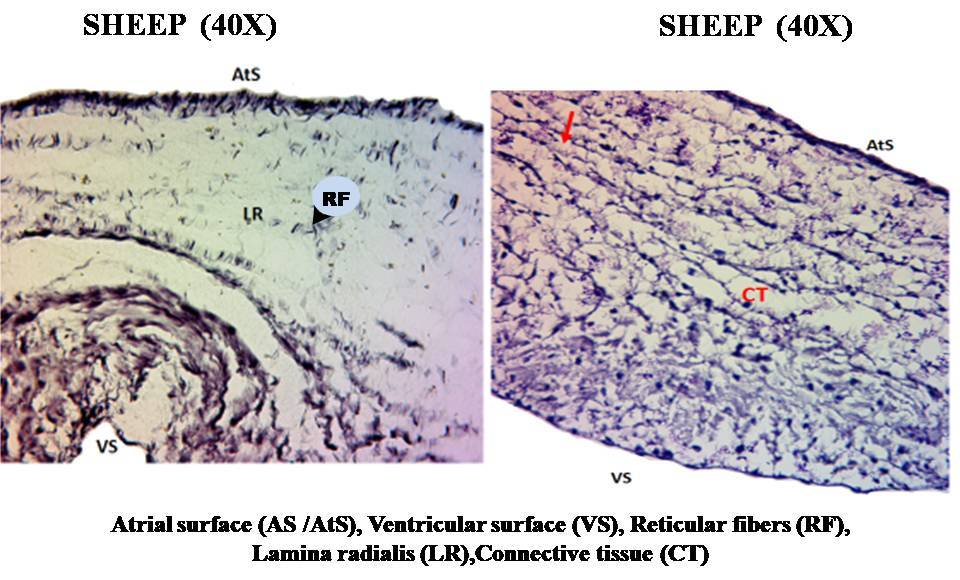 SHEEP (40X)
SHEEP (40X)
AtS
AtS
RF
LR
CT
VS
VS
Atrial surface (AS /AtS), Ventricular surface (VS), Reticular fibers (RF),
Lamina radialis (LR),Connective tissue (CT)